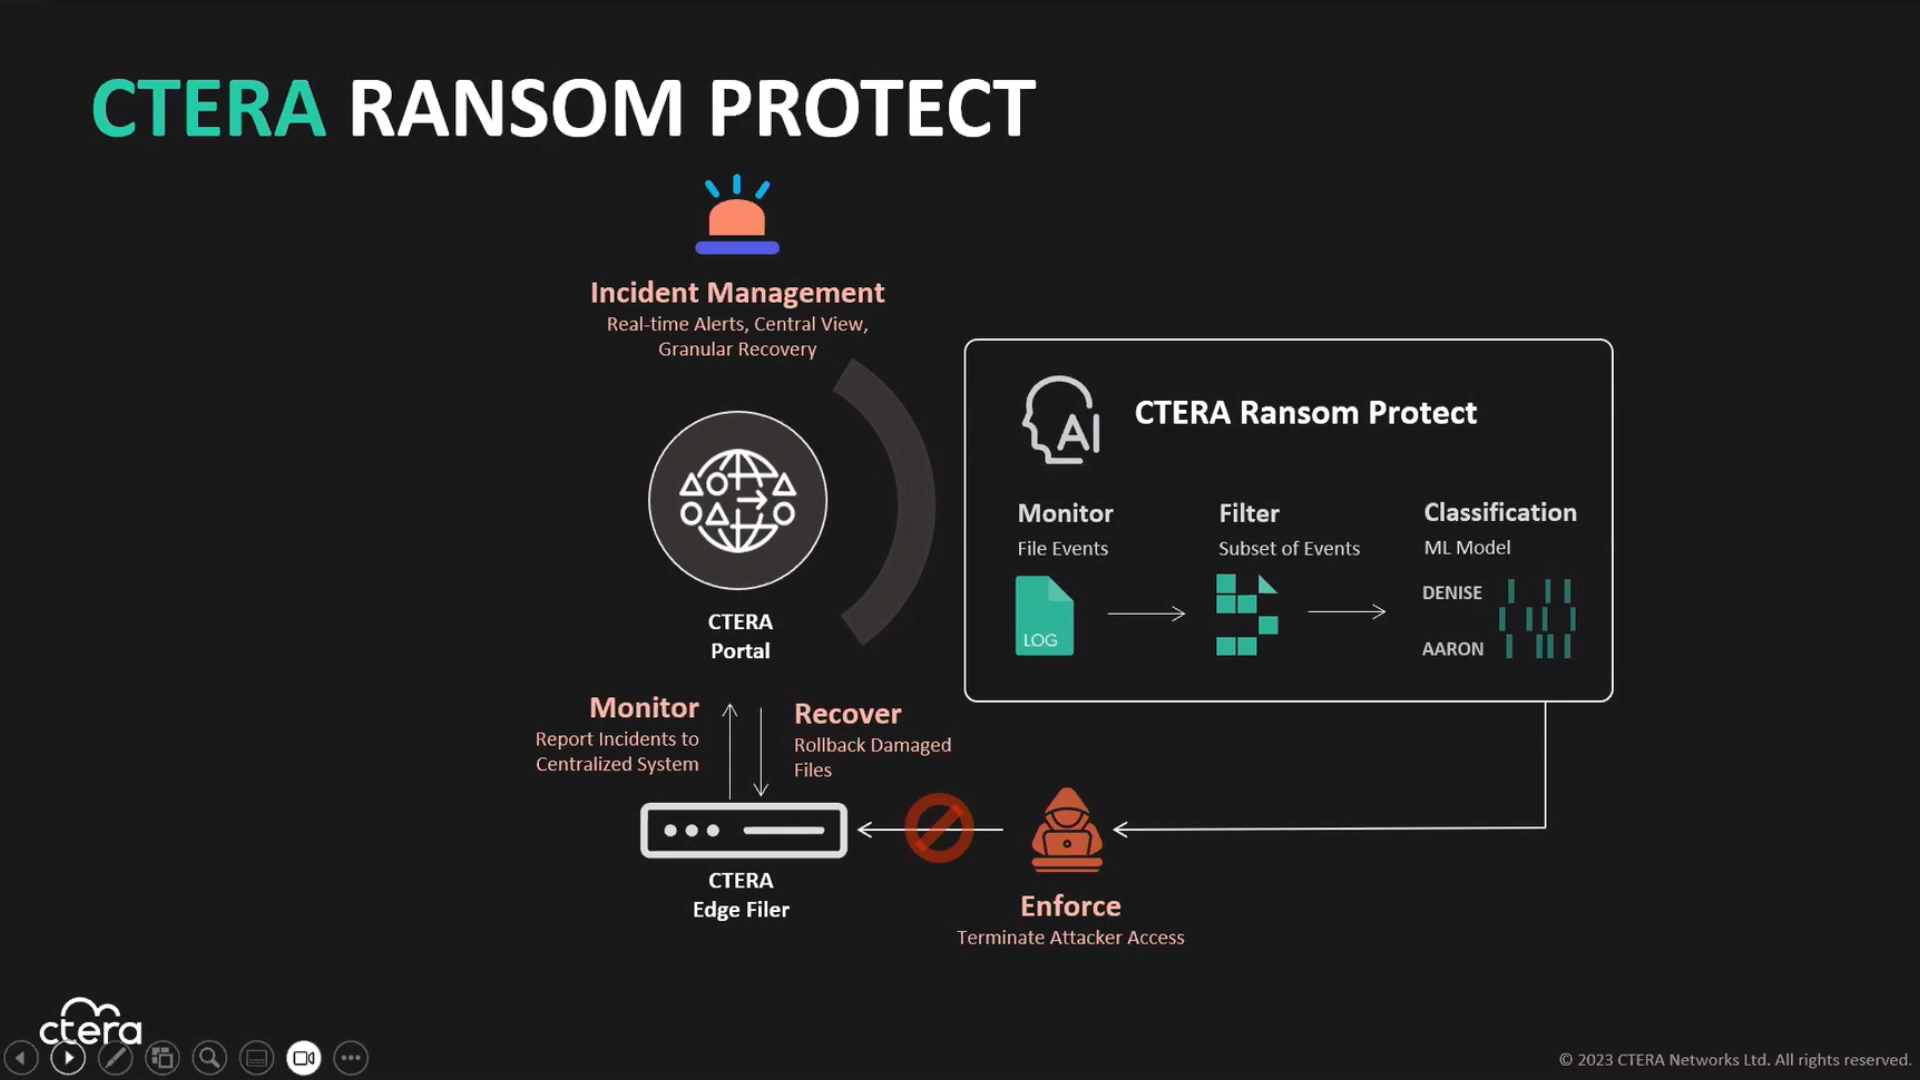 CTERA RANSOM PROTECT
Incident Management
Real-time Alerts, Central View,
Granular Recovery
CTERA
Portal
AI
CTERA Ransom Protect
Monitor
File Events
LOG
Filter
Subset of Events
Classification
ML Model
DENISE
AARON
Monitor
Report Incidents to
Centralized System
Recover
Rollback Damaged
Files
CTERA
Edge Filer
Enforce
Terminate Attacker Access
ctera
© 2023 CTERA Networks Ltd. All rights reserved.